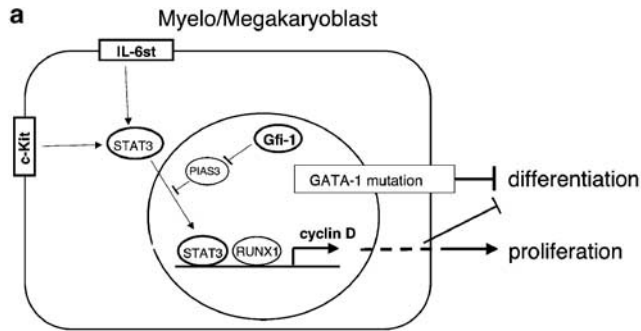 a
Myelo/Megakaryoblast
IL-6st
c-Kit
STAT3
Gfi-1
PIAS3
GATA-1 mutation
differentiation
cyclin D
STAT3
RUNX1
proliferation